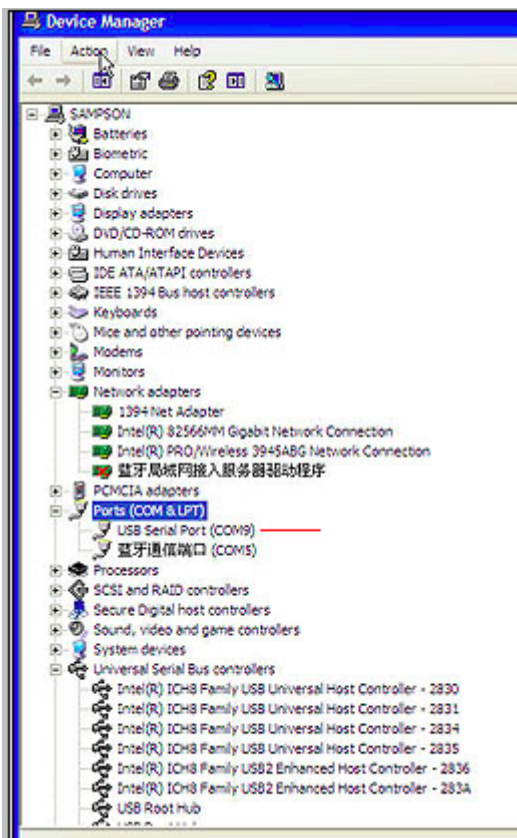 Device Manager
File Action View Help
SAMPSON
Batteries
Biometric
Computer
Disk drives
Display adapters
DVD/CD-ROM drives
Human Interface Devices
IDE ATA/ATAPI controllers
IEEE 1394 Bus host controllers
Keyboards
Mice and other pointing devices
Modems
Monitors
Network adapters
1394 Net Adapter
Intel(R) 82566MM Gigabit Network Connection
Intel(R) PRO/Wireless 3945ABG Network Connection
蓝牙局域网接入服务器驱动程序
PCMCIA adapters
Ports (COM & LPT)
USB Serial Port (COM9)
蓝牙通信端口 (COM5)
Processors
SCSI and RAID controllers
Secure Digital host controllers
Sound, video and game controllers
System devices
Universal Serial Bus controllers
Intel(R) ICH8 Family USB Universal Host Controller - 2830
Intel(R) ICH8 Family USB Universal Host Controller - 2831
Intel(R) ICH8 Family USB Universal Host Controller - 2834
Intel(R) ICH8 Family USB Universal Host Controller - 2835
Intel(R) ICH8 Family USB2 Enhanced Host Controller - 2836
Intel(R) ICH8 Family USB2 Enhanced Host Controller - 283A
USB Root Hub